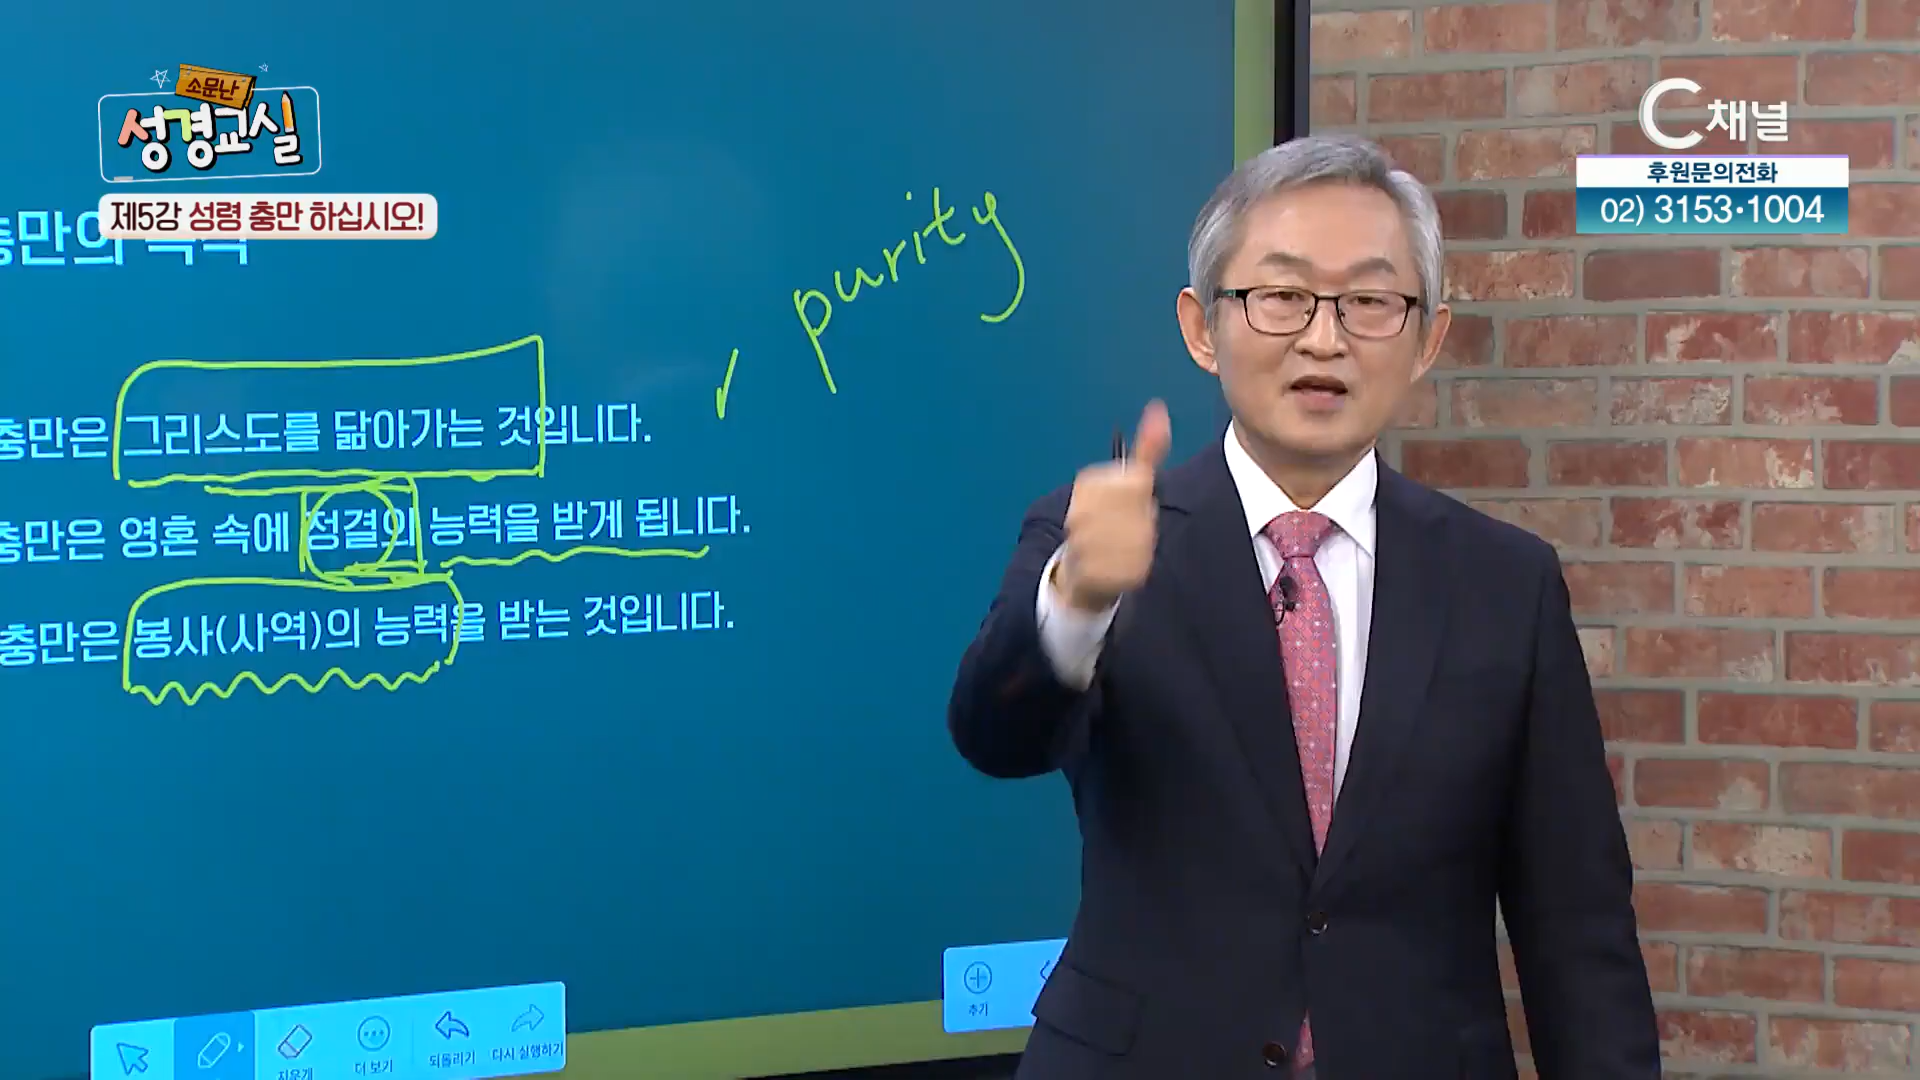 소문난
성경교실
제5강 성령 충만 하십시오!
C채널
후원문의전화
02) 3153·1004
purity
충만의
충만은 그리스도를 닮아가는 것입니다.
충만은 영혼 속에 정결의 능력을 받게 됩니다.
충만은 봉사(사역)의 능력을 받는 것입니다.
지우개
더 보기
되돌리기
다시 실행하기
추기